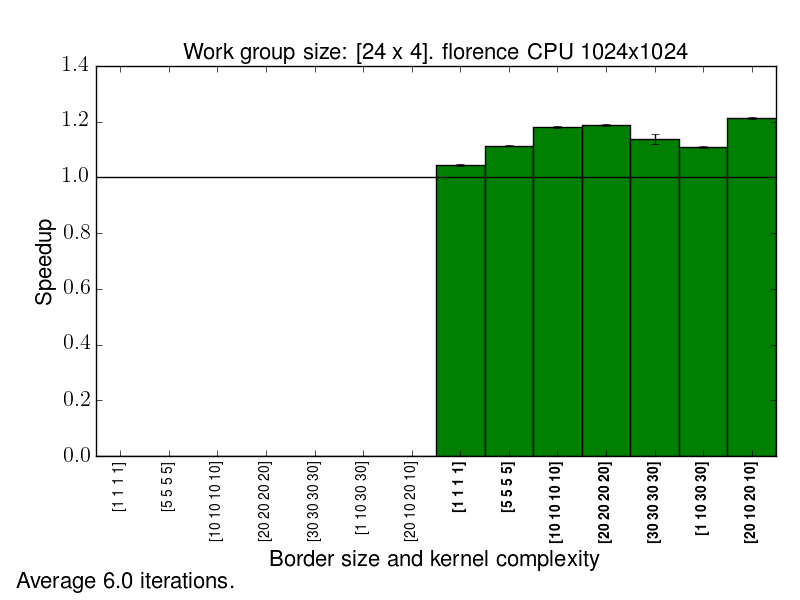 Work group size: [24 x 4]. florence CPU 1024x1024
1.4
1.2
1.0
0.8
0.6
0.4
0.2
0.0
Speedup
[1 1 1 1]
[5 5 5 5]
[10 10 10 10]
[20 20 20 20]
[30 30 30 30]
[1 10 30 30]
[20 10 20 10]
[1 1 1 1]
[5 5 5 5]
[10 10 10 10]
[20 20 20 20]
[30 30 30 30]
[1 10 30 30]
[20 10 20 10]
Border size and kernel complexity
Average 6.0 iterations.